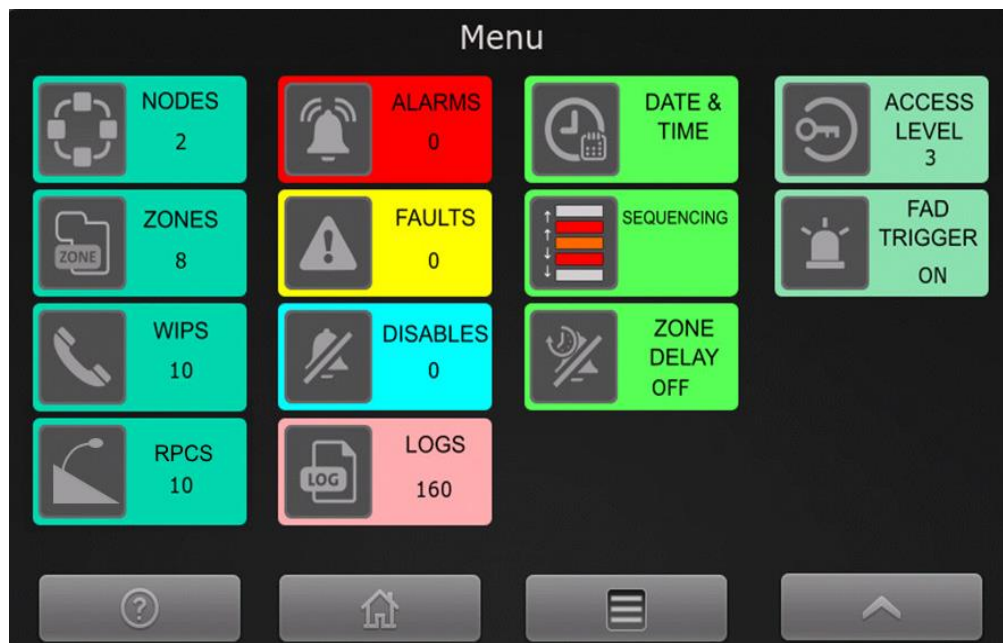 Menu
NODES
2
ZONE
ZONES
8
WIPS
10
RPCS
10
ALARMS
0
FAULTS
0
DISABLES
0
LOG
LOGS
160
DATE &
TIME
SEQUENCING
ZONE
DELAY
OFF
ACCESS
LEVEL
3
FAD
TRIGGER
ON
?